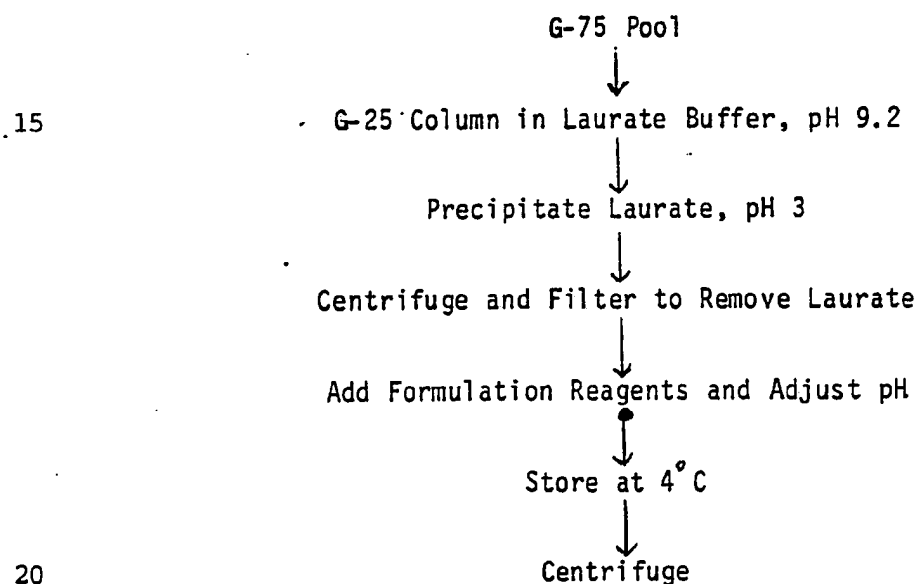 G-75 Pool
15 G-25 Column in Laurate Buffer, pH 9.2
Precipitate Laurate, pH 3
Centrifuge and Filter to Remove Laurate
Add Formulation Reagents and Adjust pH
Store at 4°C
20 Centrifuge